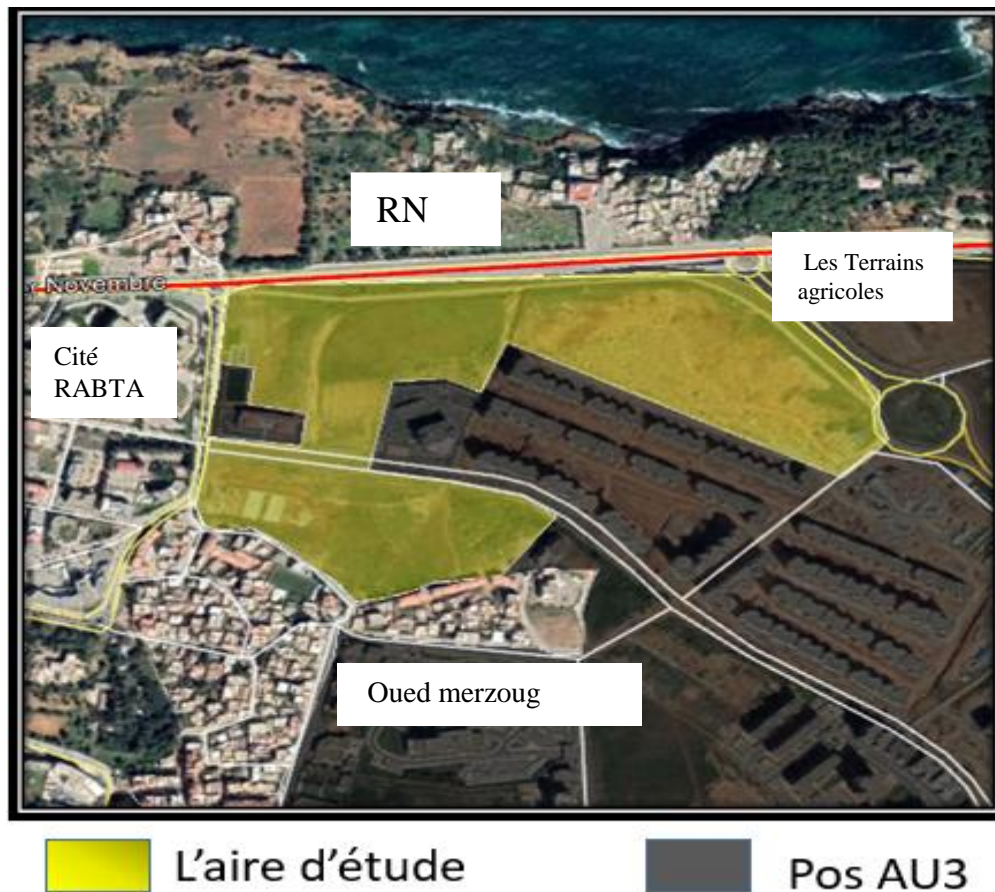 RN
Les Terrains
agricoles
Novembre
Cité
RABTA
Oued merzoug
L'aire d'étude
Pos AU3